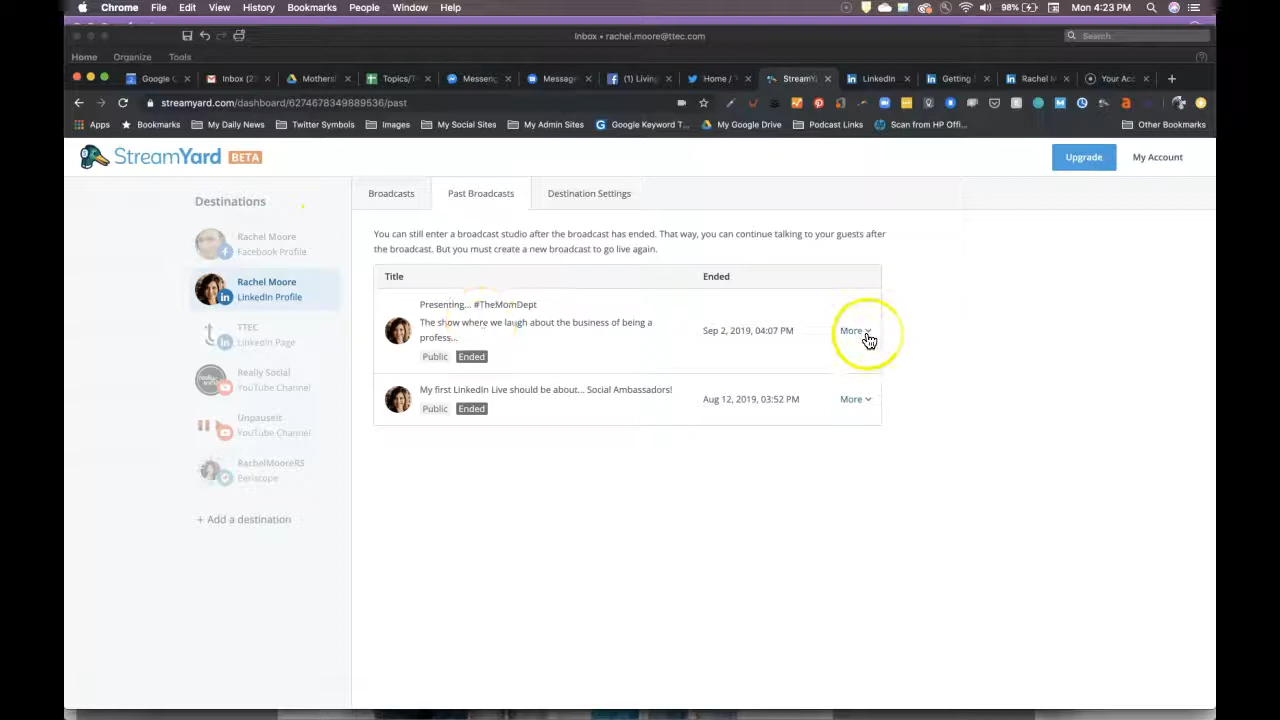 Chrome File Edit View History Bookmarks People Window Help 98% Mon 4:23 PM
Inbox • rachel.moore@ttec.com Search
Home Organize Tools
Google C Inbox (2 Mothers Topics/T Messeng Message (1) Living Home / T StreamY LinkedIn Getting Rachel M Your Ac
streamyard.com/dashboard/6274678349889536/past
Apps Bookmarks My Daily News Twitter Symbols Images My Social Sites My Admin Sites Google Keyword T... My Google Drive Podcast Links Scan from HP Offi... Other Bookmarks
StreamYard BETA Upgrade My Account
Destinations
Rachel Moore
Facebook Profile
Rachel Moore
LinkedIn Profile
TTEC
LinkedIn Page
Really Social
YouTube Channel
Unpauseit
YouTube Channel
RachelMooreRS
Periscope
+ Add a destination
Broadcasts Past Broadcasts Destination Settings
You can still enter a broadcast studio after the broadcast has ended. That way, you can continue talking to your guests after
the broadcast. But you must create a new broadcast to go live again.
Title Ended
Presenting... #TheMomDept
The show where we laugh about the business of being a
profess...
Public Ended
Sep 2, 2019, 04:07 PM More
My first LinkedIn Live should be about... Social Ambassadors!
Public Ended
Aug 12, 2019, 03:52 PM More